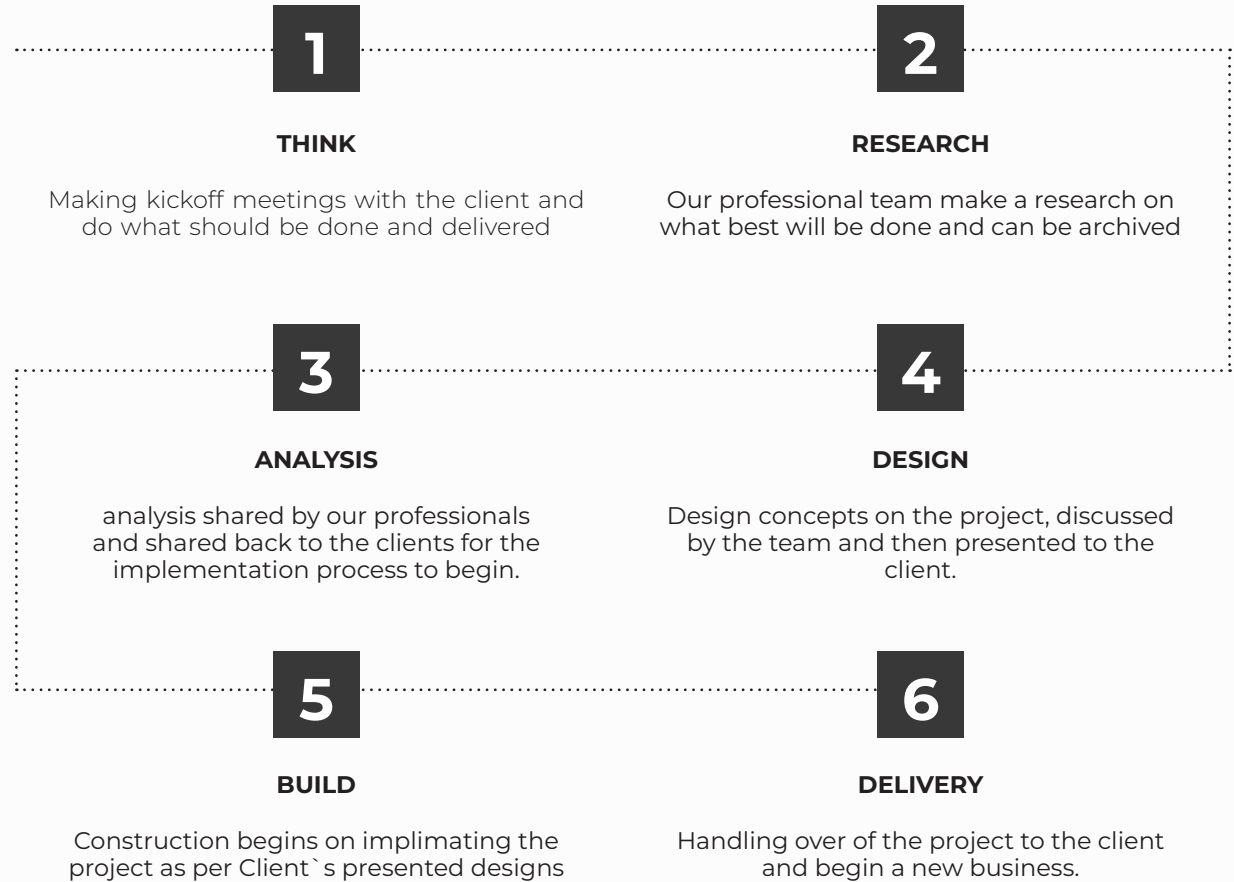 1
THINK
Making kickoff meetings with the client and
do what should be done and delivered
2
RESEARCH
Our professional team make a research on
what best will be done and can be archived
3
ANALYSIS
analysis shared by our professionals
and shared back to the clients for the
implementation process to begin.
4
DESIGN
Design concepts on the project, discussed
by the team and then presented to the
client.
5
BUILD
Construction begins on implimating the
project as per Client`s presented designs
6
DELIVERY
Handling over of the project to the client
and begin a new business.